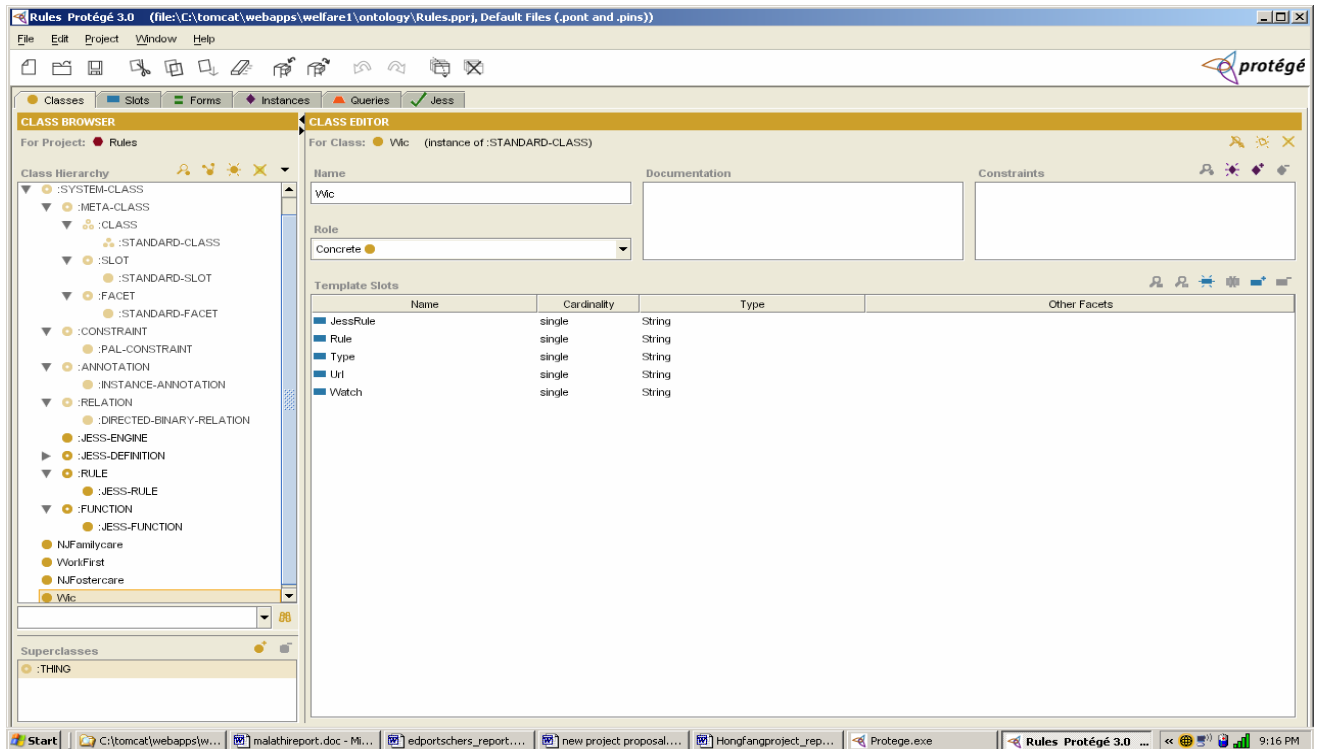 Rules Protégé 3.0 (file:\C:\tomcat\webapps\welfare1\ontology\Rules.pprj, Default Files (.pont and .pins))
File Edit Project Window Help
protégé
Classes Slots Forms Instances Queries Jess
CLASS BROWSER
For Project: Rules
Class Hierarchy
:SYSTEM-CLASS
:META-CLASS
:CLASS
:STANDARD-CLASS
:SLOT
:STANDARD-SLOT
:FACET
:STANDARD-FACET
:CONSTRAINT
:PAL-CONSTRAINT
:ANNOTATION
:INSTANCE-ANNOTATION
:RELATION
:DIRECTED-BINARY-RELATION
:JESS-ENGINE
:JESS-DEFINITION
:RULE
:JESS-RULE
:FUNCTION
:JESS-FUNCTION
NJFamilycare
WorkFirst
NJFostercare
Wic
Superclasses
:THING
CLASS EDITOR
For Class: Wic (instance of :STANDARD-CLASS)
Name Documentation Constraints
Wic
Role
Concrete
Template Slots
Name Cardinality Type Other Facets
JessRule single String
Rule single String
Type single String
Url single String
Watch single String
Start C:\tomcat\webapps\w... malathireport.doc - Mi... edportschers_report.... new project proposal.... Hongfangproject_rep... Protege.exe Rules Protégé 3.0 ... « 9:16 PM